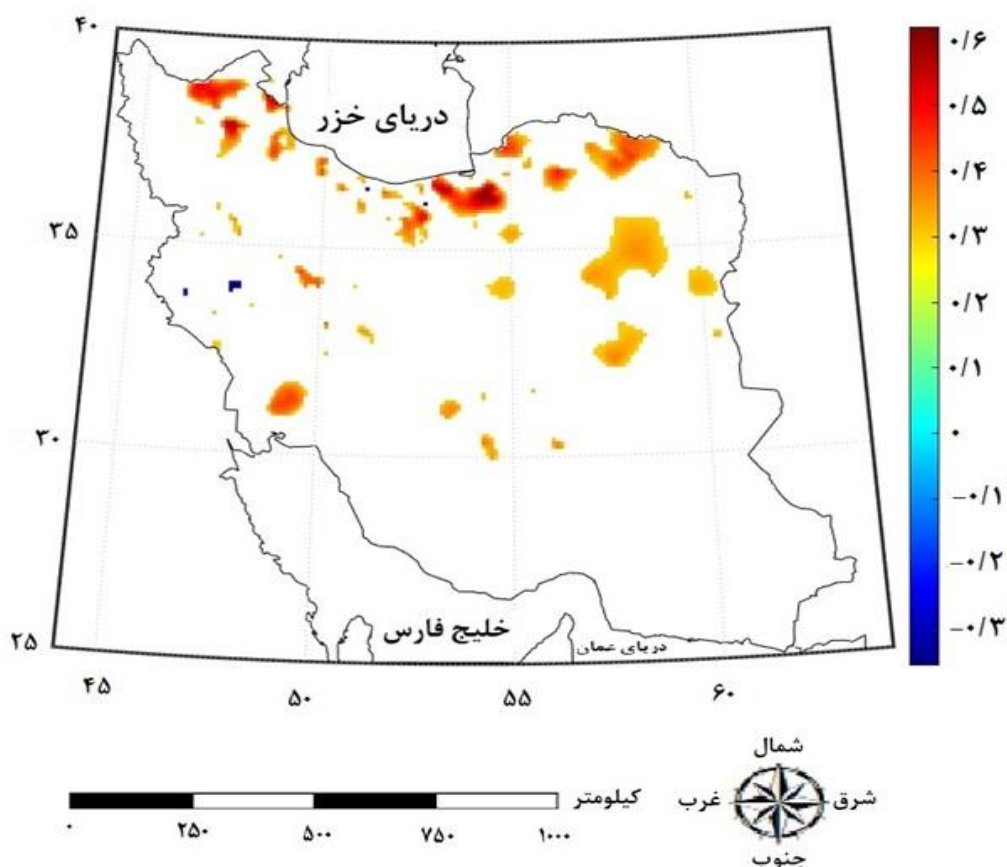 ۴۰
۳۵
۳۰
۲۵
۴۵
۵۰
۵۵
۶۰
دریای خزر
خلیج فارس
دریای عمان
۰/۶
۰/۵
۰/۴
۰/۳
۰/۲
۰/۱
۰
−۰/۱
−۰/۲
−۰/۳
کیلومتر
۰
۲۵۰
۵۰۰
۷۵۰
۱۰۰۰
شمال
شرق
غرب
جنوب